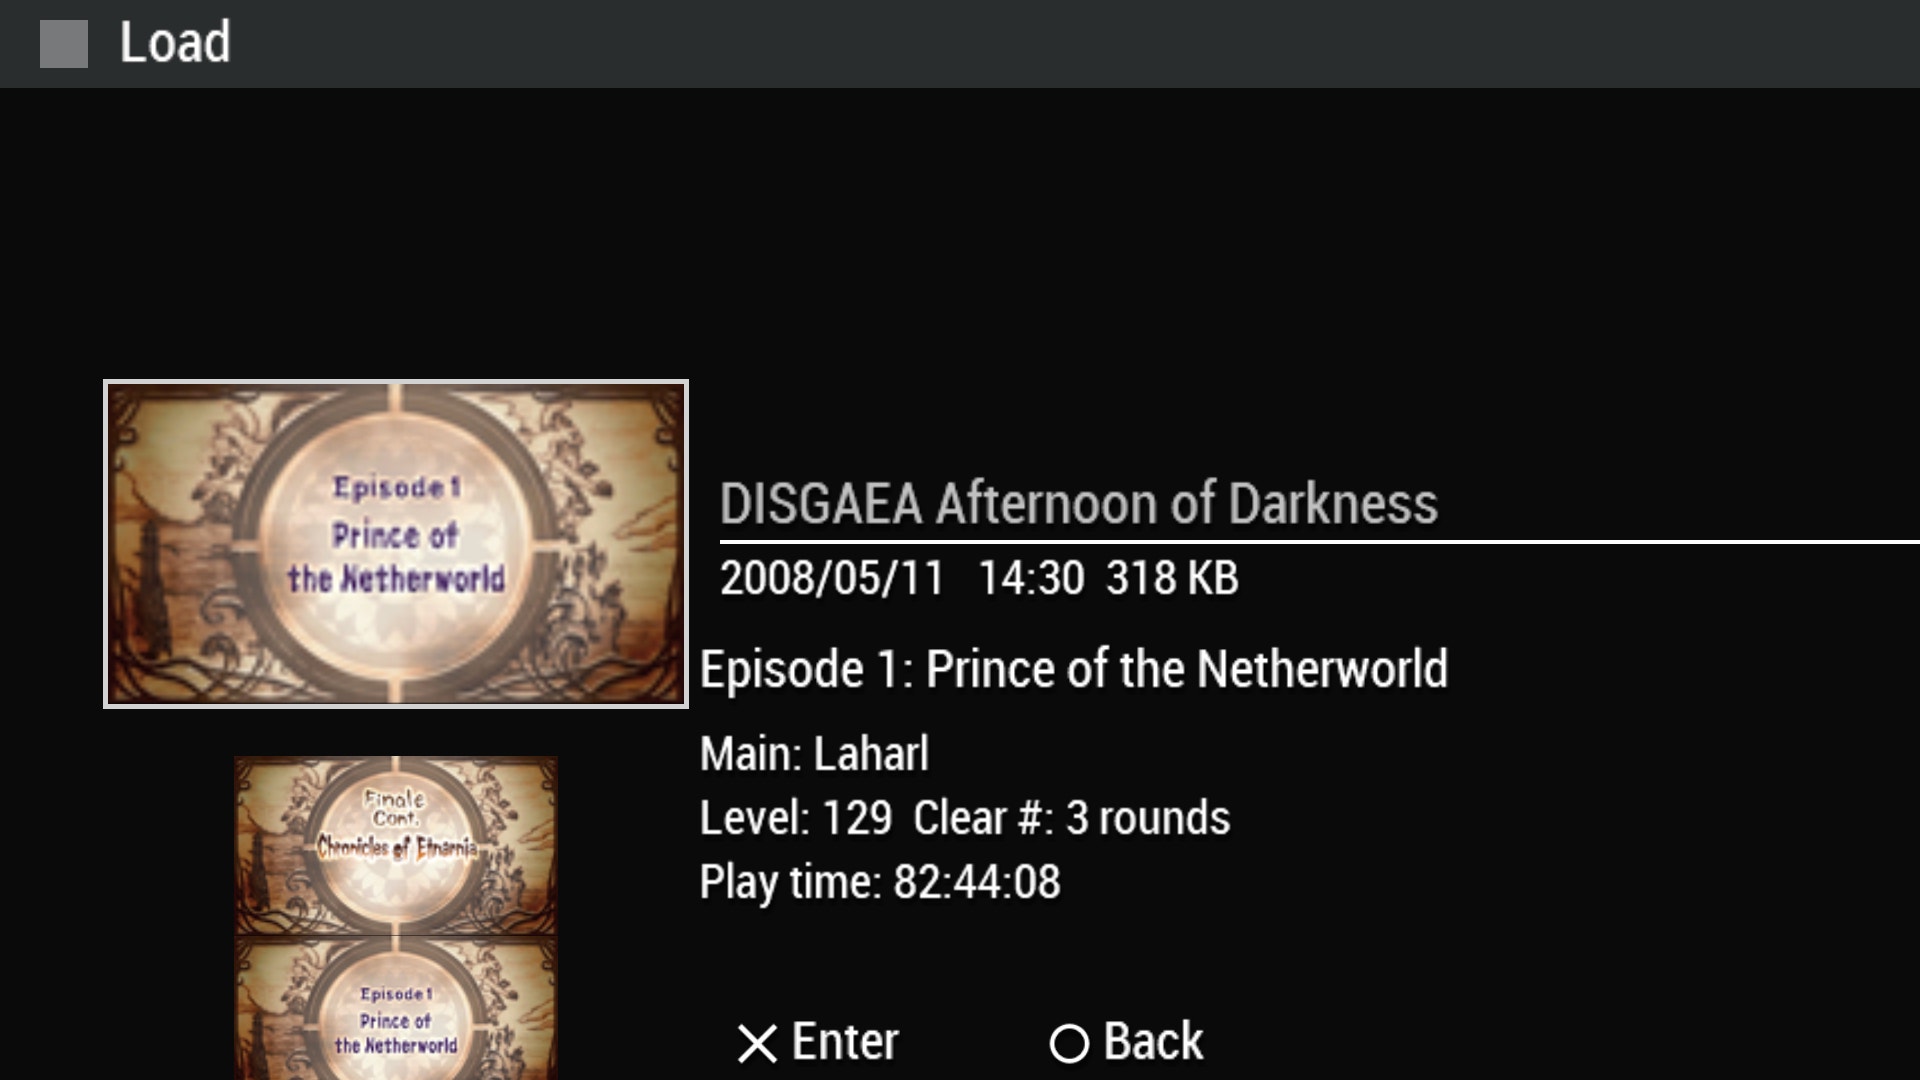 Load
Episode 1
Prince of
the Netherworld
DISGAEA Afternoon of Darkness
2008/05/11 14:30 318 KB
Episode 1: Prince of the Netherworld
Main: Laharl
Level: 129 Clear #: 3 rounds
Play time: 82:44:08
Finale
Cont.
Chronicles of Etnarnia
Episode 1
Prince of
the Netherworld
Enter Back